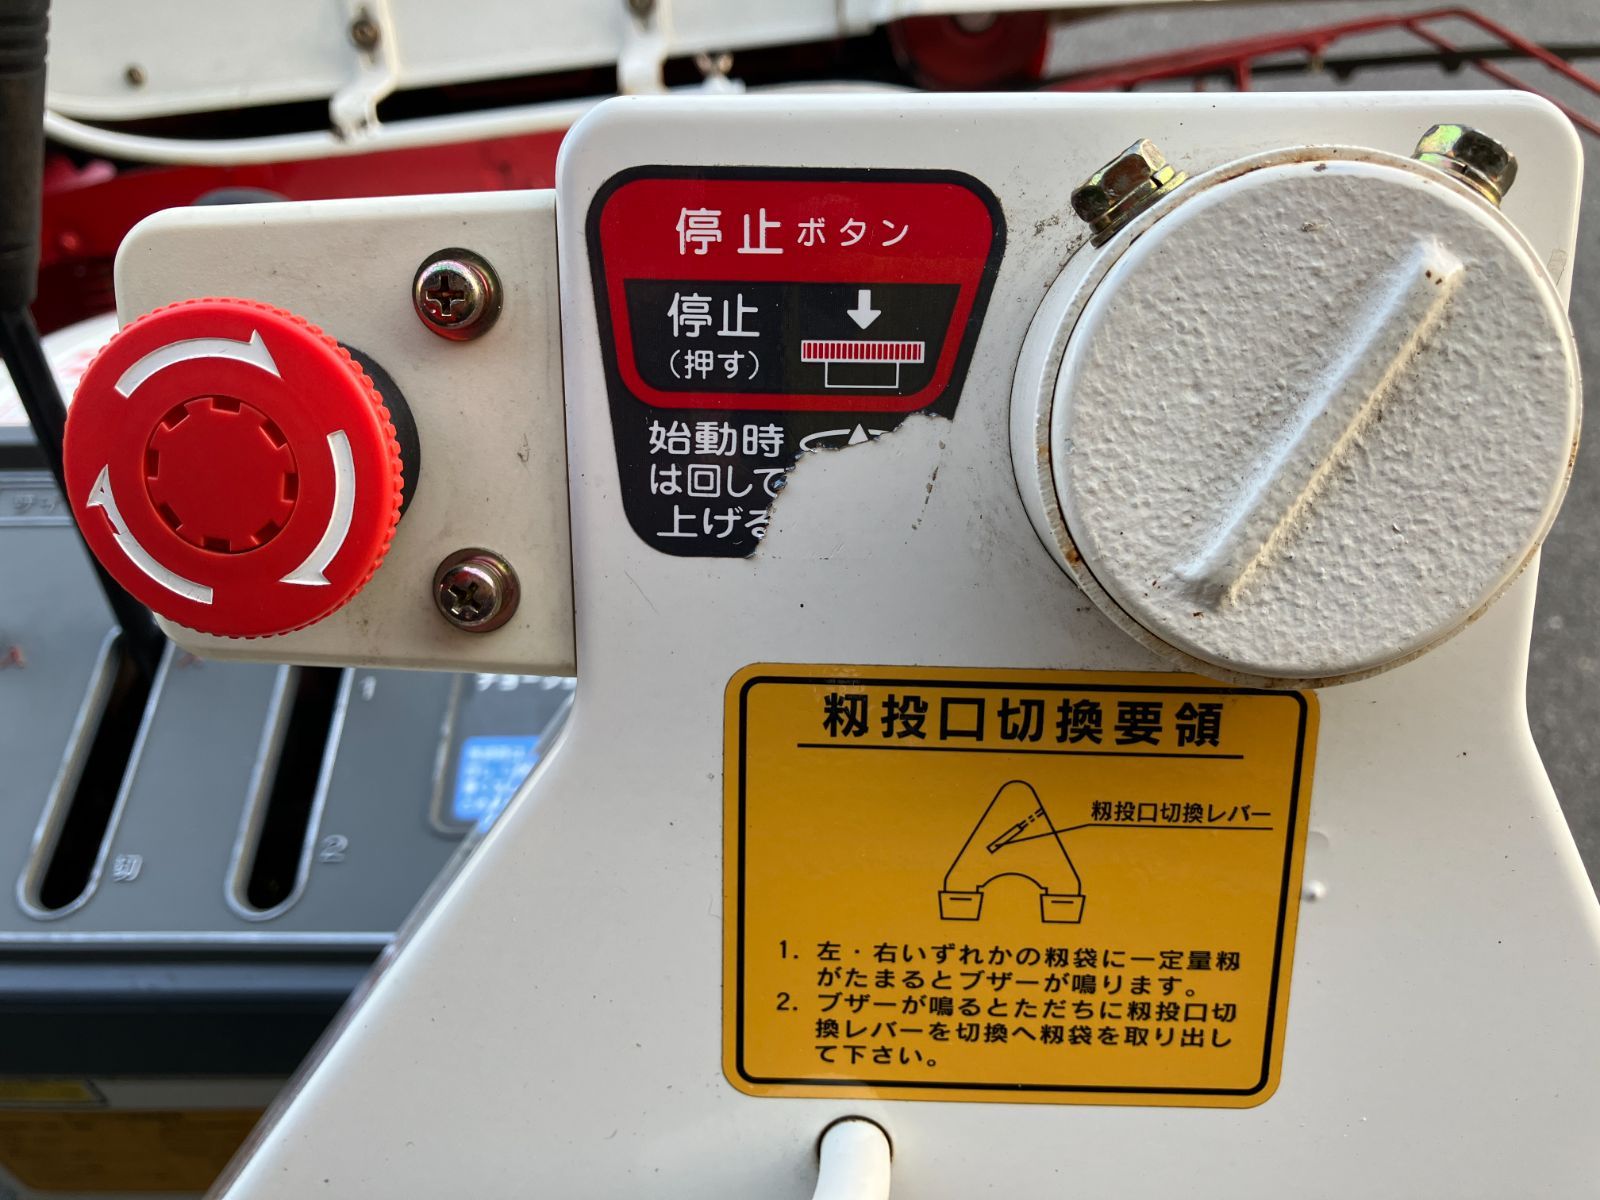 停止ボタン
停止
(押す)
始動時
は回して
上げる
籾投口切換要領
籾投口切換レバー
1. 左・右いずれかの籾袋に一定量籾
がたまるとブザーが鳴ります。
2. ブザーが鳴るとただちに籾投口切
換レバーを切換へ籾袋を取り出し
て下さい。
1
2